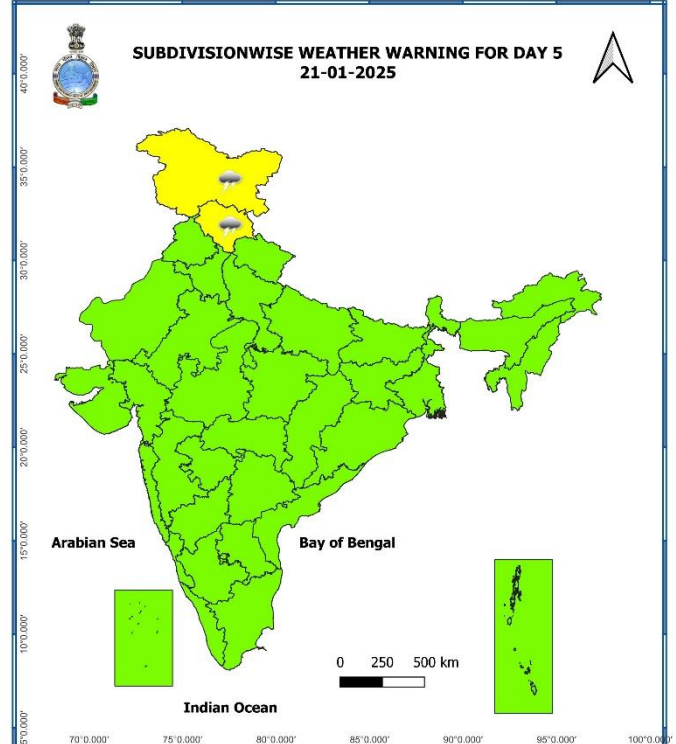 SUBDIVISIONWISE WEATHER WARNING FOR DAY 5
21-01-2025
40°0.000'
35°0.000'
30°0.000'
25°0.000'
20°0.000'
15°0.000'
10°0.000'
5°0.000'
Arabian Sea
Bay of Bengal
0 250 500 km
Indian Ocean
70°0.000' 75°0.000' 80°0.000' 85°0.000' 90°0.000' 95°0.000' 100°0.000'